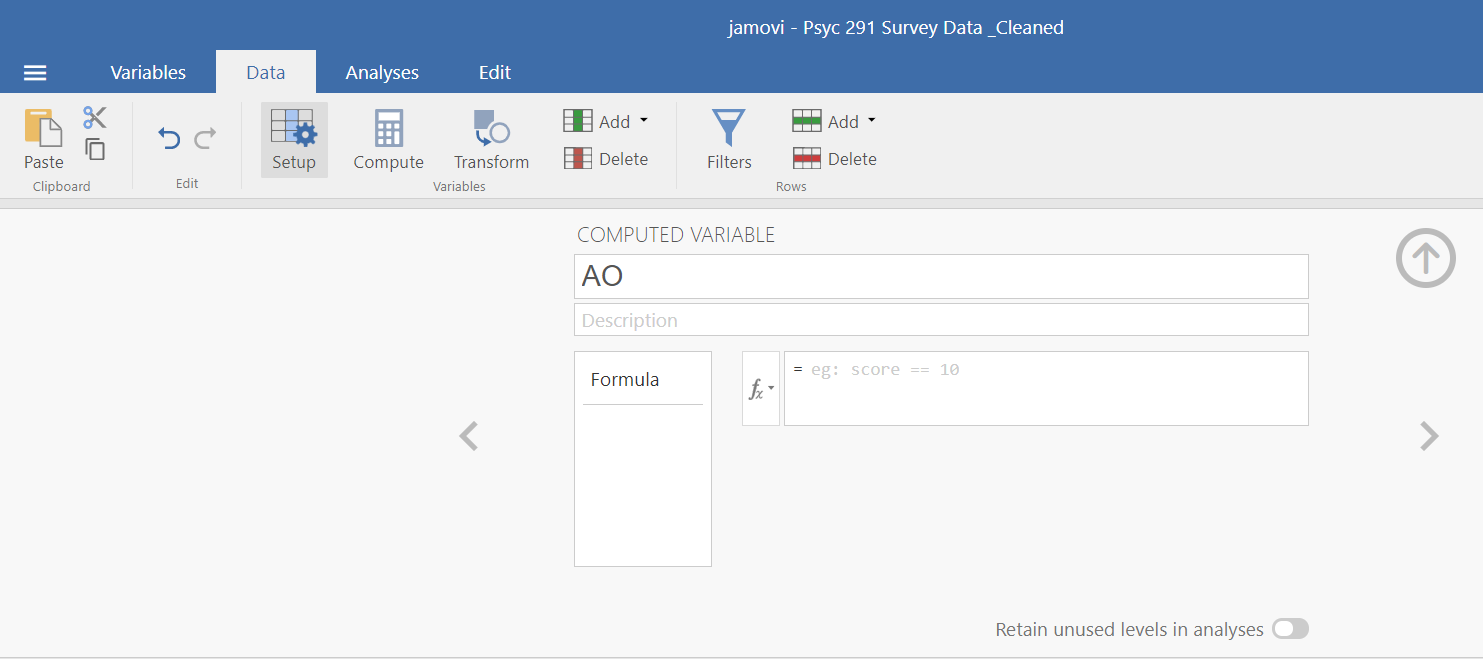 jamovi - Psyc 291 Survey Data _Cleaned
Variables Data Analyses Edit
Paste
Clipboard
Edit
Setup
Compute
Transform
Add
Delete
Variables
Filters
Add
Delete
Rows
COMPUTED VARIABLE
AO
Description
Formula
fx
= eg: score == 10
Retain unused levels in analyses